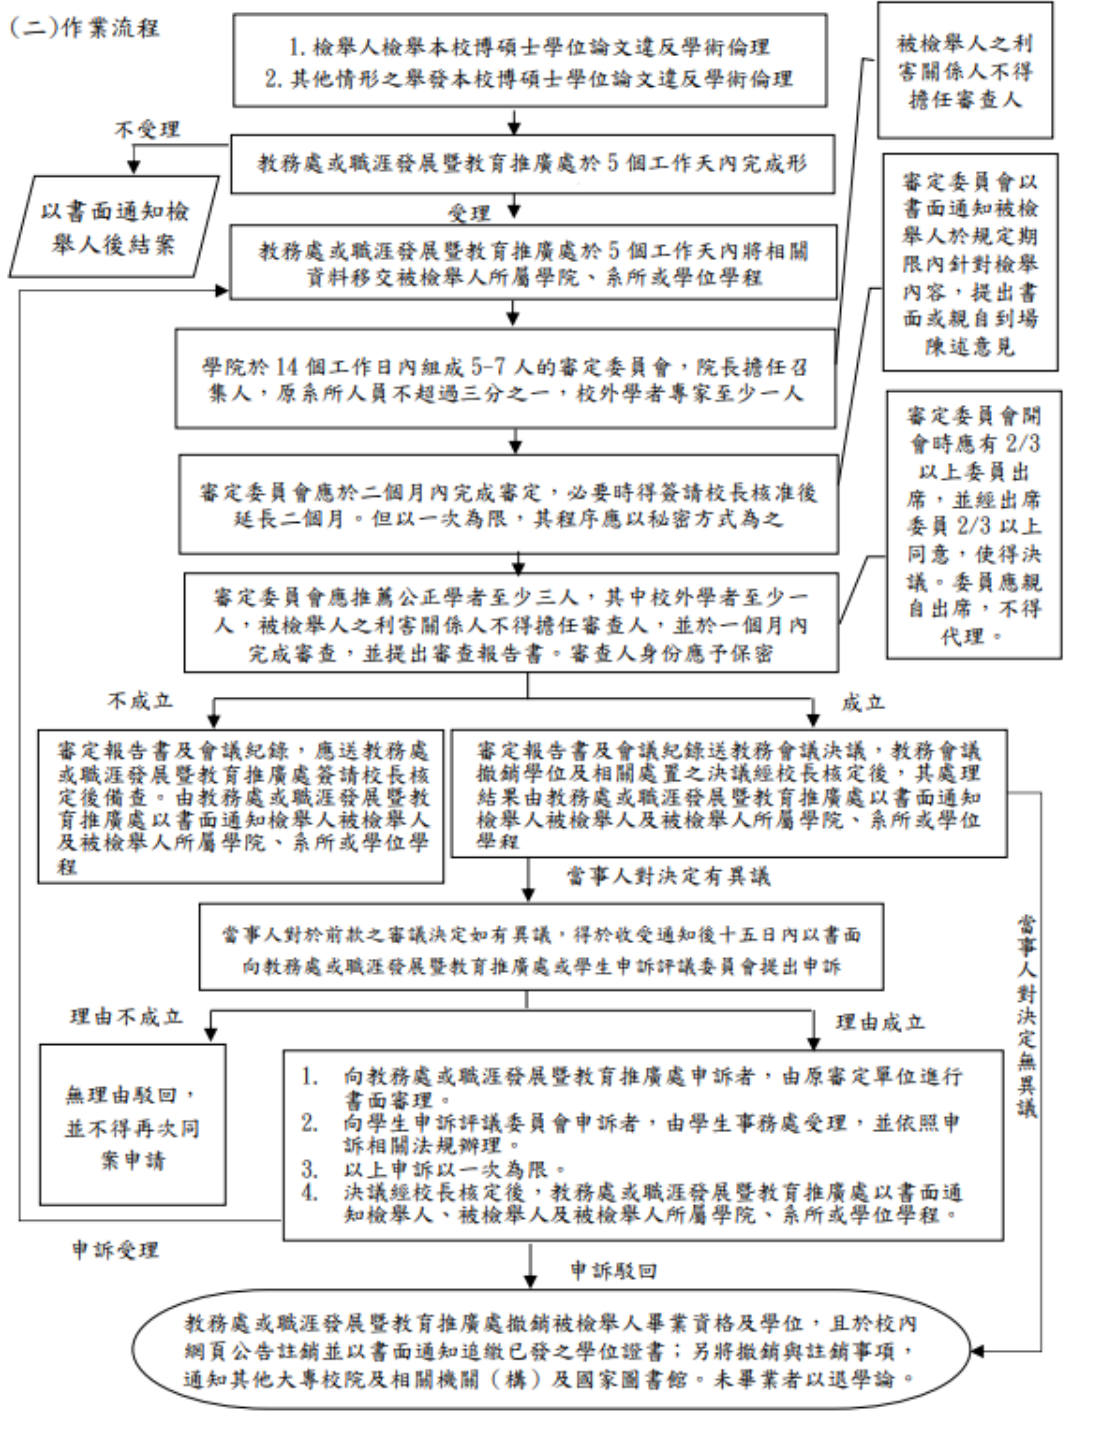 (二)作業流程
1.檢舉人檢舉本校博碩士學位論文違反學術倫理
2.其他情形之舉發本校博碩士學位論文違反學術倫理
被檢舉人之利
害關係人不得
擔任審查人
不受理
教務處或職涯發展暨教育推廣處於 5 個工作天內完成形
以書面通知檢
舉人後結案
受理
教務處或職涯發展暨教育推廣處於 5 個工作天內將相關
資料移交被檢舉人所屬學院、系所或學位學程
審定委員會以
書面通知被檢
舉人於規定期
限內針對檢舉
內容，提出書
面或親自到場
陳述意見
學院於 14 個工作日內組成 5-7 人的審定委員會，院長擔任召
集人，原系所人員不超過三分之一，校外學者專家至少一人
審定委員會開
會時應有 2/3
以上委員出
席，並經出席
委員 2/3 以上
同意，使得決
議。委員應親
自出席，不得
代理。
審定委員會應於二個月內完成審定，必要時得簽請校長核准後
延長二個月。但以一次為限，其程序應以秘密方式為之
審定委員會應推薦公正學者至少三人，其中校外學者至少一
人，被檢舉人之利害關係人不得擔任審查人，並於一個月內
完成審查，並提出審查報告書。審查人身份應予保密
不成立
成立
審定報告書及會議紀錄，應送教務處
或職涯發展暨教育推廣處簽請校長核
定後備查。由教務處或職涯發展暨教
育推廣處以書面通知檢舉人被檢舉人
及被檢舉人所屬學院、系所或學位學
程
審定報告書及會議紀錄送教務會議決議，教務會議
撤銷學位及相關處置之決議經校長核定後，其處理
結果由教務處或職涯發展暨教育推廣處以書面通知
檢舉人被檢舉人及被檢舉人所屬學院、系所或學位
學程
當事人對決定有異議
當事人對於前款之審議決定如有異議，得於收受通知後十五日內以書面
向教務處或職涯發展暨教育推廣處或學生申訴評議委員會提出申訴
當事人對決定無異議
理由不成立
理由成立
無理由駁回，
並不得再次同
案申請
1. 向教務處或職涯發展暨教育推廣處申訴者，由原審定單位進行
書面審理。
2. 向學生申訴評議委員會申訴者，由學生事務處受理，並依照申
訴相關法規辦理。
3. 以上申訴以一次為限。
4. 決議經校長核定後，教務處或職涯發展暨教育推廣處以書面通
知檢舉人、被檢舉人及被檢舉人所屬學院、系所或學位學程。
申訴受理
申訴駁回
教務處或職涯發展暨教育推廣處撤銷被檢舉人畢業資格及學位，且於校內
網頁公告註銷並以書面通知追繳已發之學位證書；另將撤銷與註銷事項，
通知其他大專校院及相關機關（構）及國家圖書館。未畢業者以退學論。